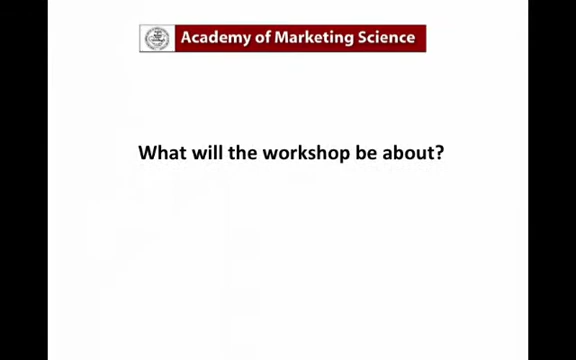 Academy of Marketing Science
What will the workshop be about?